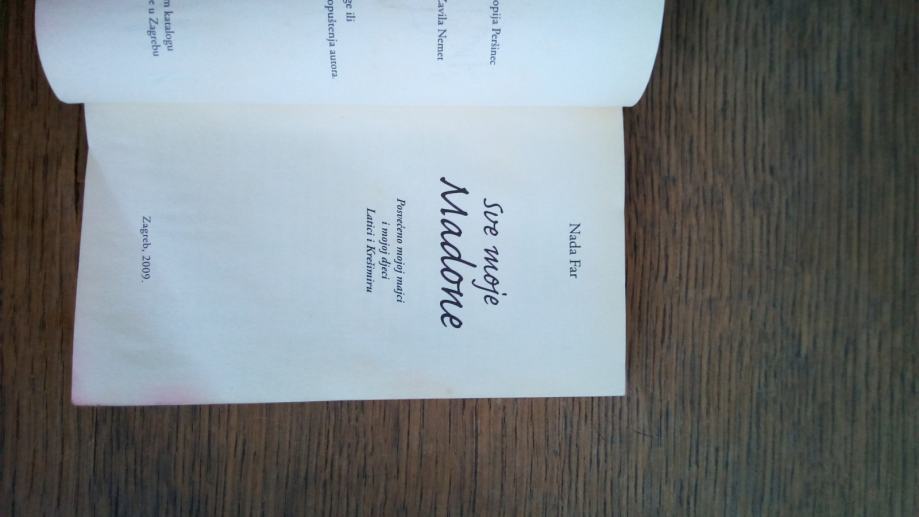 opija Peršinec
Zavila Nemet
ge ili
opuštenja autora.
m katalogu
e u Zagrebu
Nada Far
Sve moje
Madone
Posvećeno mojoj majci
i mojoj djeci
Latici i Krešimiru
Zagreb, 2009.